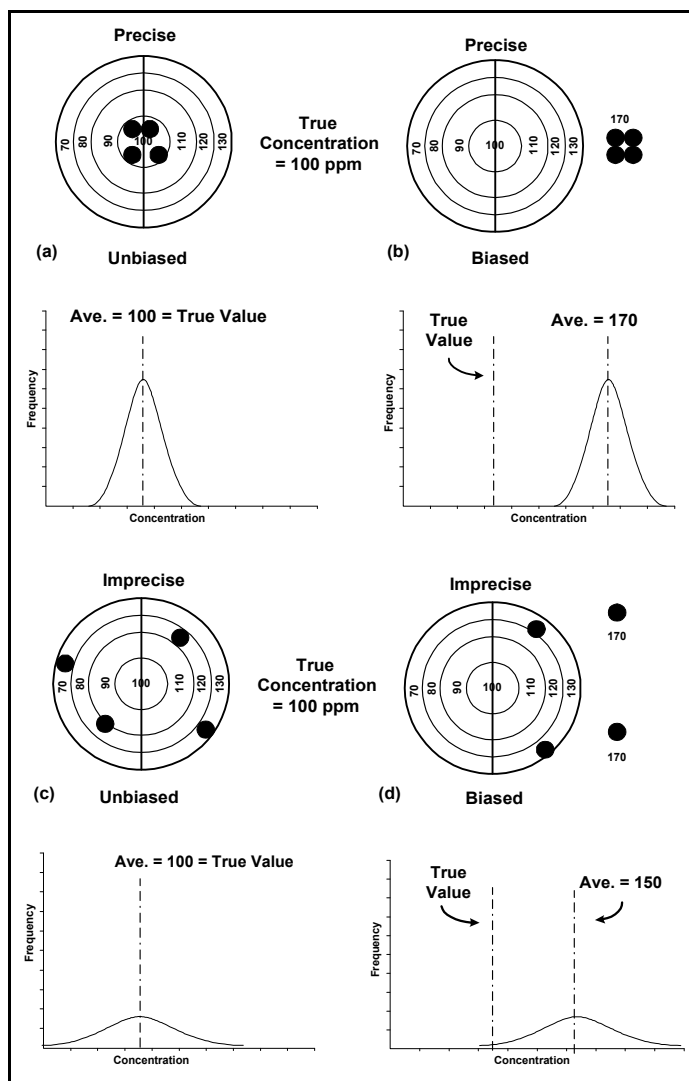 Precise
70 80 90 100 110 120 130
(a)
Unbiased
True
Concentration
= 100 ppm
Precise
70 80 90 100 110 120 130
170
(b)
Biased
Ave. = 100 = True Value
Frequency
Concentration
True
Value
Ave. = 170
Frequency
Concentration
Imprecise
70 80 90 100 110 120 130
(c)
Unbiased
True
Concentration
= 100 ppm
Imprecise
70 80 90 100 110 120 130
170
170
(d)
Biased
Ave. = 100 = True Value
Frequency
Concentration
True
Value
Ave. = 150
Frequency
Concentration